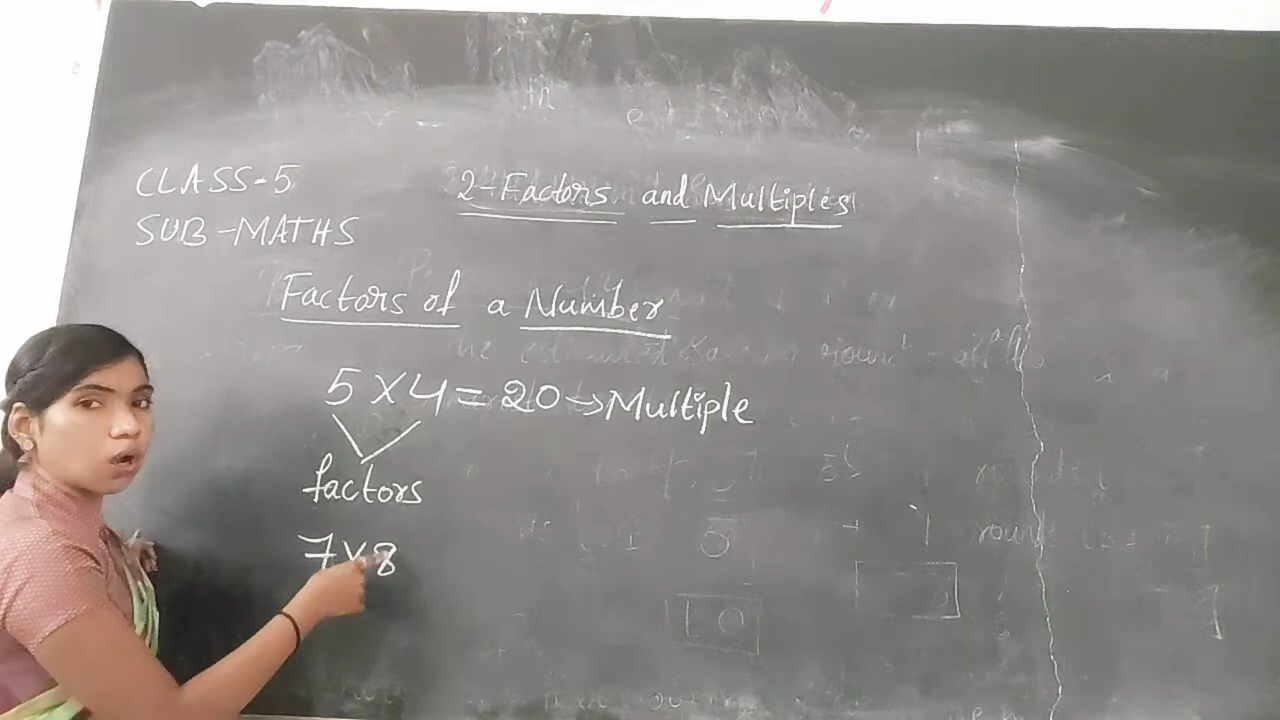 CLASS-5
2-Factors and Multiples
SUB-MATHS
Factors of a Number
5 × 4 = 20 → Multiple
factors
7 × 8